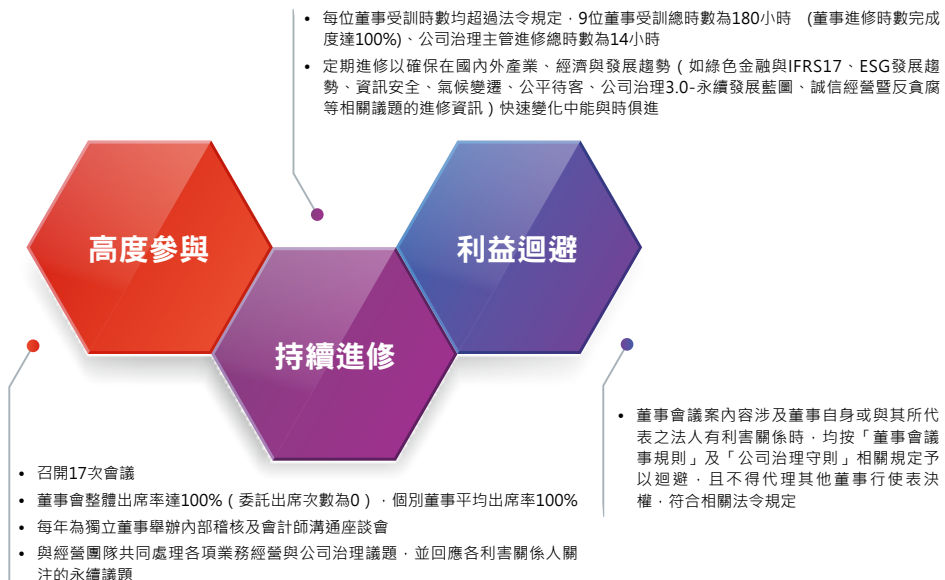 • 每位董事受訓時數均超過法令規定，9位董事受訓總時數為180小時 (董事進修時數完成
度達100%)、公司治理主管進修總時數為14小時
• 定期進修以確保在國內外產業、經濟與發展趨勢（如綠色金融與IFRS17、ESG發展趨
勢、資訊安全、氣候變遷、公平待客、公司治理3.0-永續發展藍圖、誠信經營暨反貪腐
等相關議題的進修資訊）快速變化中能與時俱進
高度參與
利益迴避
持續進修
• 召開17次會議
• 董事會整體出席率達100%（委託出席次數為0），個別董事平均出席率100%
• 每年為獨立董事舉辦內部稽核及會計師溝通座談會
• 與經營團隊共同處理各項業務經營與公司治理議題，並回應各利害關係人關
注的永續議題
• 董事會議案內容涉及董事自身或與其所代
表之法人有利害關係時，均按「董事會議
事規則」及「公司治理守則」相關規定予
以迴避，且不得代理其他董事行使表決
權，符合相關法令規定